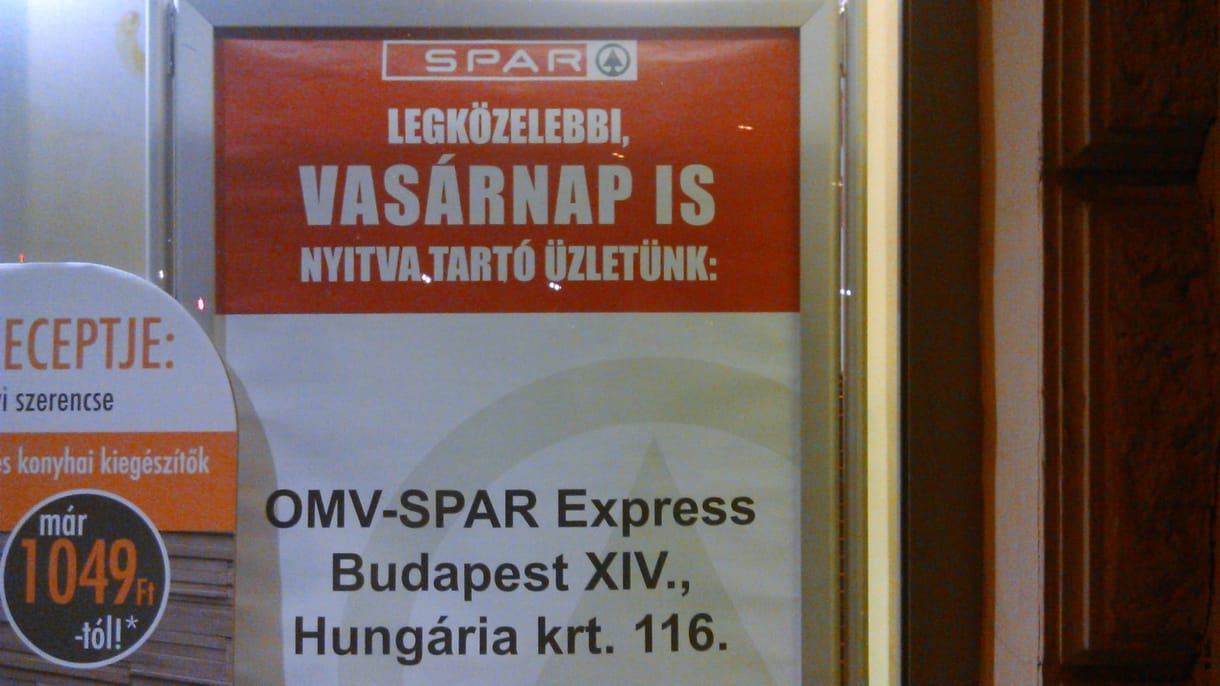 SPAR
LEGKÖZELEBBI,
VASÁRNAP IS
NYITVA TARTÓ ÜZLETÜNK:
OMV-SPAR Express
Budapest XIV.,
Hungária krt. 116.
ECEPTJE:
szerencse
konyhai kiegészítők
már
1049Ft
-tól!*